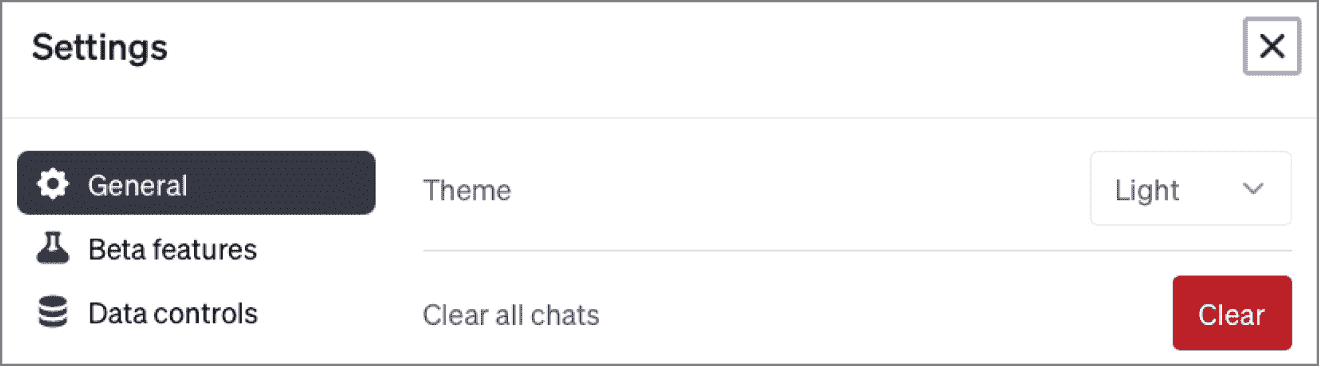 Settings
General
Beta features
Data controls
Theme
Light
Clear all chats
Clear